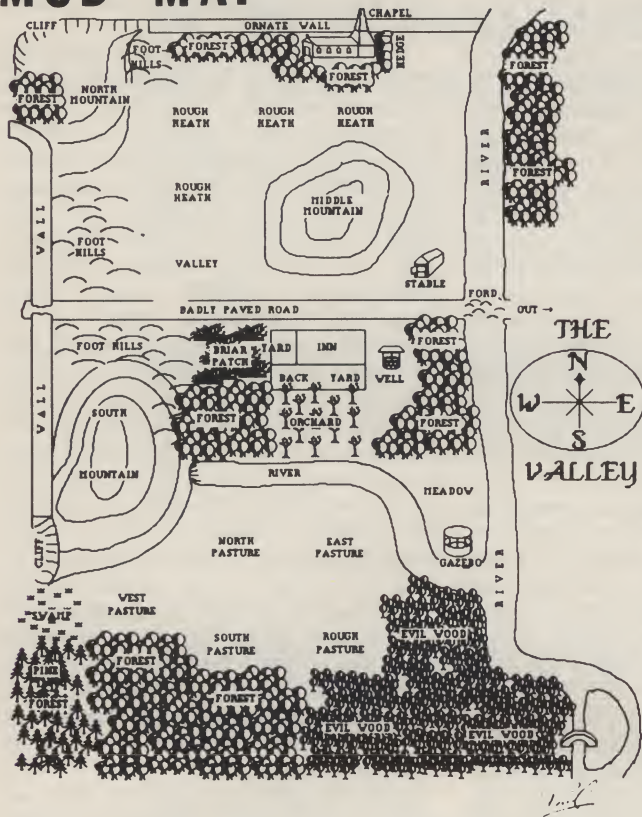 MUD MAP
CHAPEL
CLIFF
ORNATE WALL
FOOT HILLS
FOREST
HEDGE
FOREST
FOREST
NORTH MOUNTAIN
FOREST
ROUGH HEATH
ROUGH HEATH
ROUGH HEATH
RIVER
FOREST
WALL
ROUGH HEATH
MIDDLE MOUNTAIN
FOOT HILLS
VALLEY
STABLE
FORD
BADLY PAVED ROAD
OUT →
FOOT HILLS
BRIAR PATCH
YARD
INN
FOREST
THE
N
W E
S
VALLEY
WELL
BACK YARD
WALL
SOUTH MOUNTAIN
FOREST
ORCHARD
FOREST
RIVER
MEADOW
CLIFF
NORTH PASTURE
EAST PASTURE
GAZEBO
RIVER
SWAMP
WEST PASTURE
SOUTH PASTURE
ROUGH PASTURE
EVIL WOOD
FOREST
PINE FOREST
FOREST
EVIL WOOD
EVIL WOOD